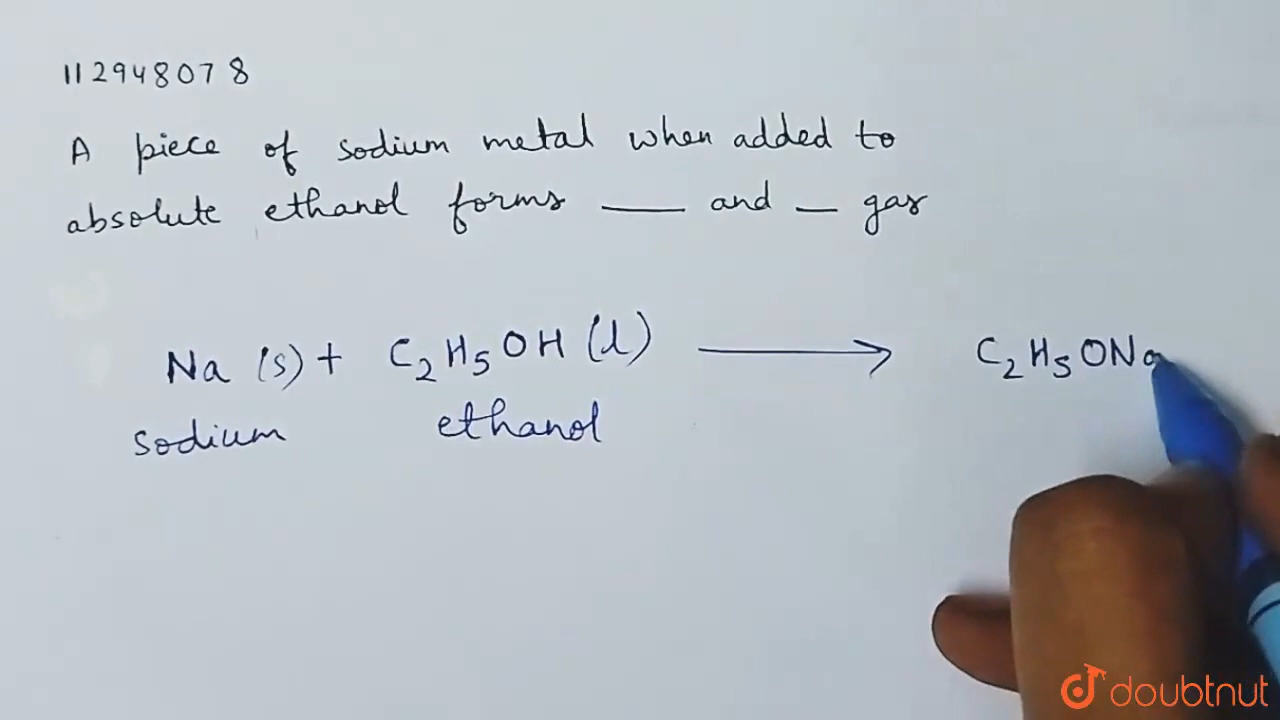 112948078
A piece of sodium metal when added to
absolute ethanol forms ___ and __ gas
Na (s) + C₂H₅OH (l) ⟶ C₂H₅ONa
sodium ethanol
doubtnut